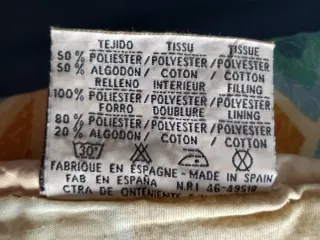 TEJIDO TISSU TISSUE
50% POLIESTER/POLYESTER/POLYESTER
50% ALGODON / COTON / COTTON
RELLENO INTERIEUR FILLING
100% POLIESTER/POLYESTER/POLYESTER
FORRO DOUBLURE LINING
80% POLIESTER/POLYESTER/POLYESTER
20% ALGODON / COTON / COTTON
30°
FABRIQUE EN ESPAGNE - MADE IN SPAIN
FAB EN ESPAÑA N.R.I 46-49518
CTRA DE ONTENIENTE